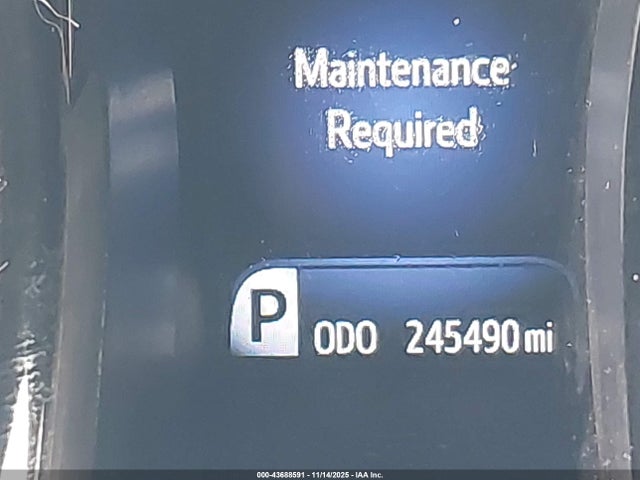 Maintenance
Required
P ODO 245490 mi
000-43688591 - 11/14/2025 - IAA Inc.